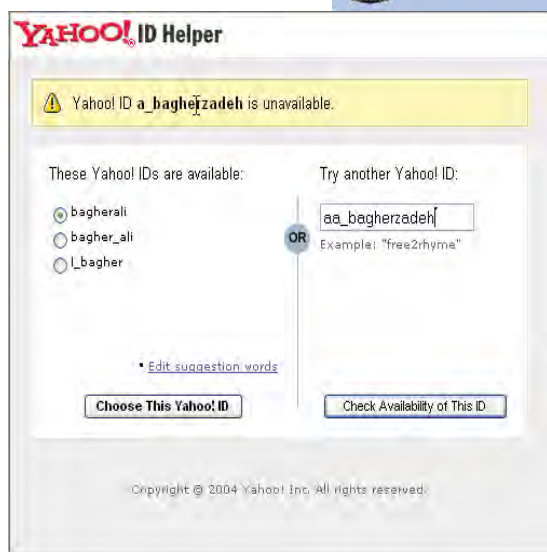 YAHOO! ID Helper
Yahoo! ID a_bagherzadeh is unavailable.
These Yahoo! IDs are available:
bagherali
bagher_ali
l_bagher
Edit suggestion words
Choose This Yahoo! ID
OR
Try another Yahoo! ID:
aa_bagherzadeh
Example: "free2rhyme"
Check Availability of This ID
Copyright © 2004 Yahoo! Inc. All rights reserved.